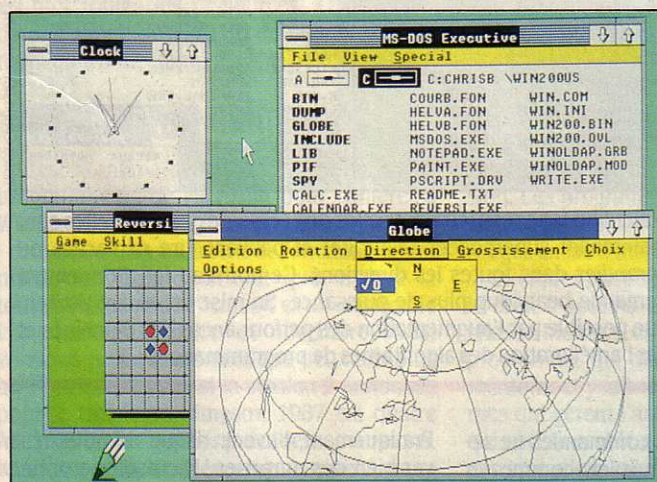 Clock
MS-DOS Executive
File View Special
A C C:CHRISB \WIN200US
BIN COURB.FON WIN.COM
DUMP HELVA.FON WIN.INI
GLOBE HELVB.FON WIN200.BIN
INCLUDE MSDOS.EXE WIN200.OVL
LIB NOTEPAD.EXE WINOLDAP.GRB
PIF PAINT.EXE WINOLDAP.MOD
SPY PSCRIPT.DRV WRITE.EXE
CALC.EXE README.TXT
CALENDAR.EXE REVERSI.EXE
Reversi
Game Skill
Globe
Edition Rotation Direction Grossissement Choix
Options
N
√O E
S